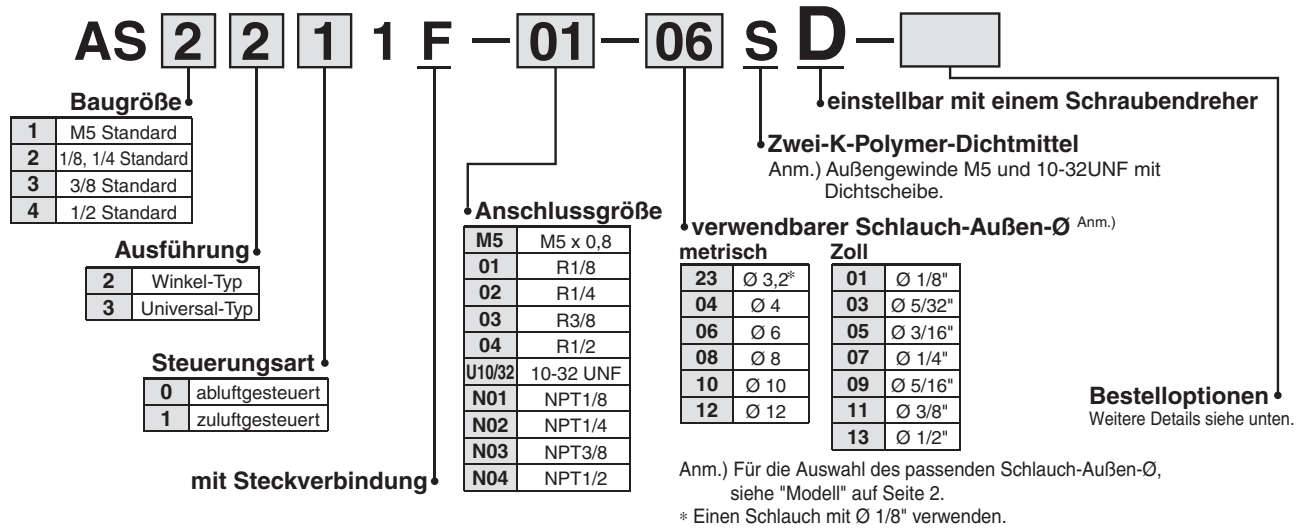 AS 2 2 1 1 F – 01 – 06 S D –
Baugröße
1 M5 Standard
2 1/8, 1/4 Standard
3 3/8 Standard
4 1/2 Standard
Ausführung
2 Winkel-Typ
3 Universal-Typ
Steuerungsart
0 abluftgesteuert
1 zuluftgesteuert
mit Steckverbindung
Anschlussgröße
M5 M5 x 0,8
01 R1/8
02 R1/4
03 R3/8
04 R1/2
U10/32 10-32 UNF
N01 NPT1/8
N02 NPT1/4
N03 NPT3/8
N04 NPT1/2
einstellbar mit einem Schraubendreher
Zwei-K-Polymer-Dichtmittel
Anm.) Außengewinde M5 und 10-32UNF mit
Dichtscheibe.
verwendbarer Schlauch-Außen-Ø Anm.)
metrisch
23 Ø 3,2*
04 Ø 4
06 Ø 6
08 Ø 8
10 Ø 10
12 Ø 12
Zoll
01 Ø 1/8"
03 Ø 5/32"
05 Ø 3/16"
07 Ø 1/4"
09 Ø 5/16"
11 Ø 3/8"
13 Ø 1/2"
Anm.) Für die Auswahl des passenden Schlauch-Außen-Ø,
siehe "Modell" auf Seite 2.
* Einen Schlauch mit Ø 1/8" verwenden.
Bestelloptionen
Weitere Details siehe unten.